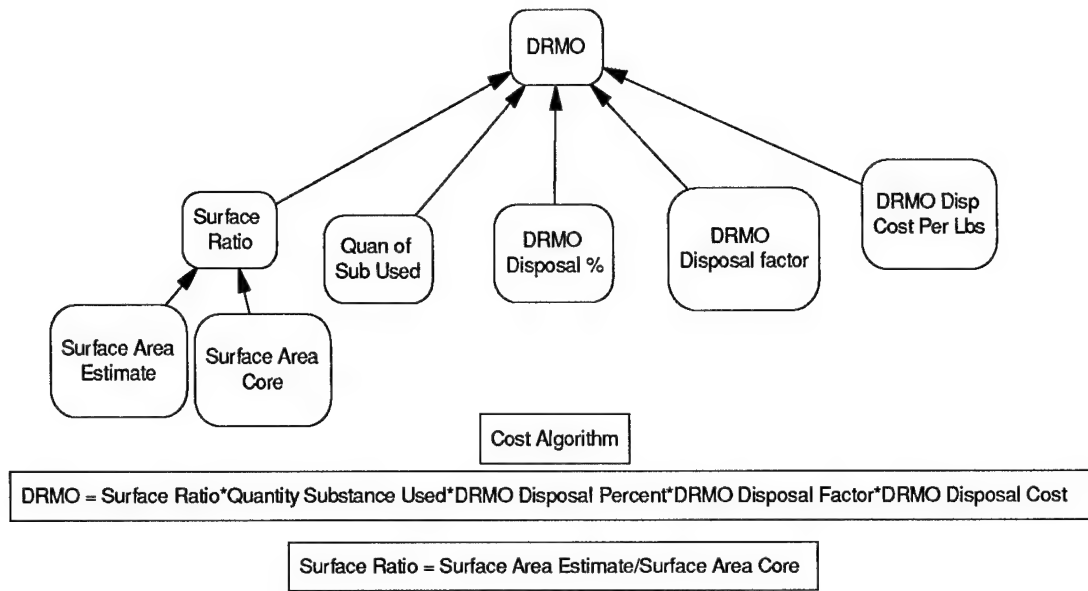 DRMO
Surface
Ratio
Quan of
Sub Used
DRMO
Disposal %
DRMO
Disposal factor
DRMO Disp
Cost Per Lbs
Surface Area
Estimate
Surface Area
Core
Cost Algorithm
DRMO = Surface Ratio*Quantity Substance Used*DRMO Disposal Percent*DRMO Disposal Factor*DRMO Disposal Cost
Surface Ratio = Surface Area Estimate/Surface Area Core